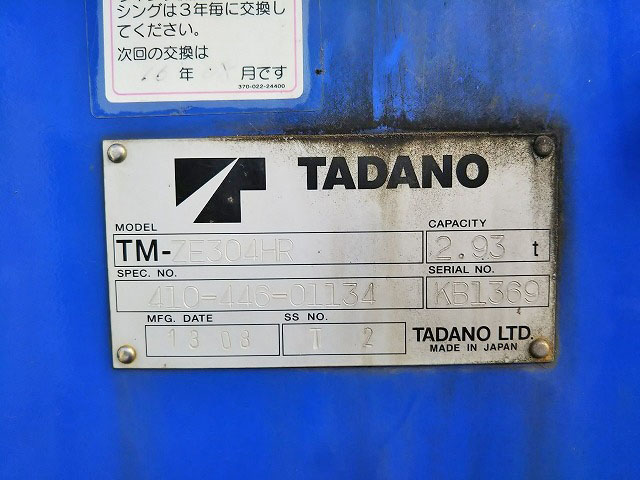 シングは3年毎に交換し
てください。
次回の交換は
年 月です
370-022-24400
TADANO
MODEL
TM-ZE304HR
CAPACITY
2.93 t
SPEC. NO.
410-446-01134
SERIAL NO.
KB1369
MFG. DATE
13 08
SS NO.
T 2
TADANO LTD.
MADE IN JAPAN